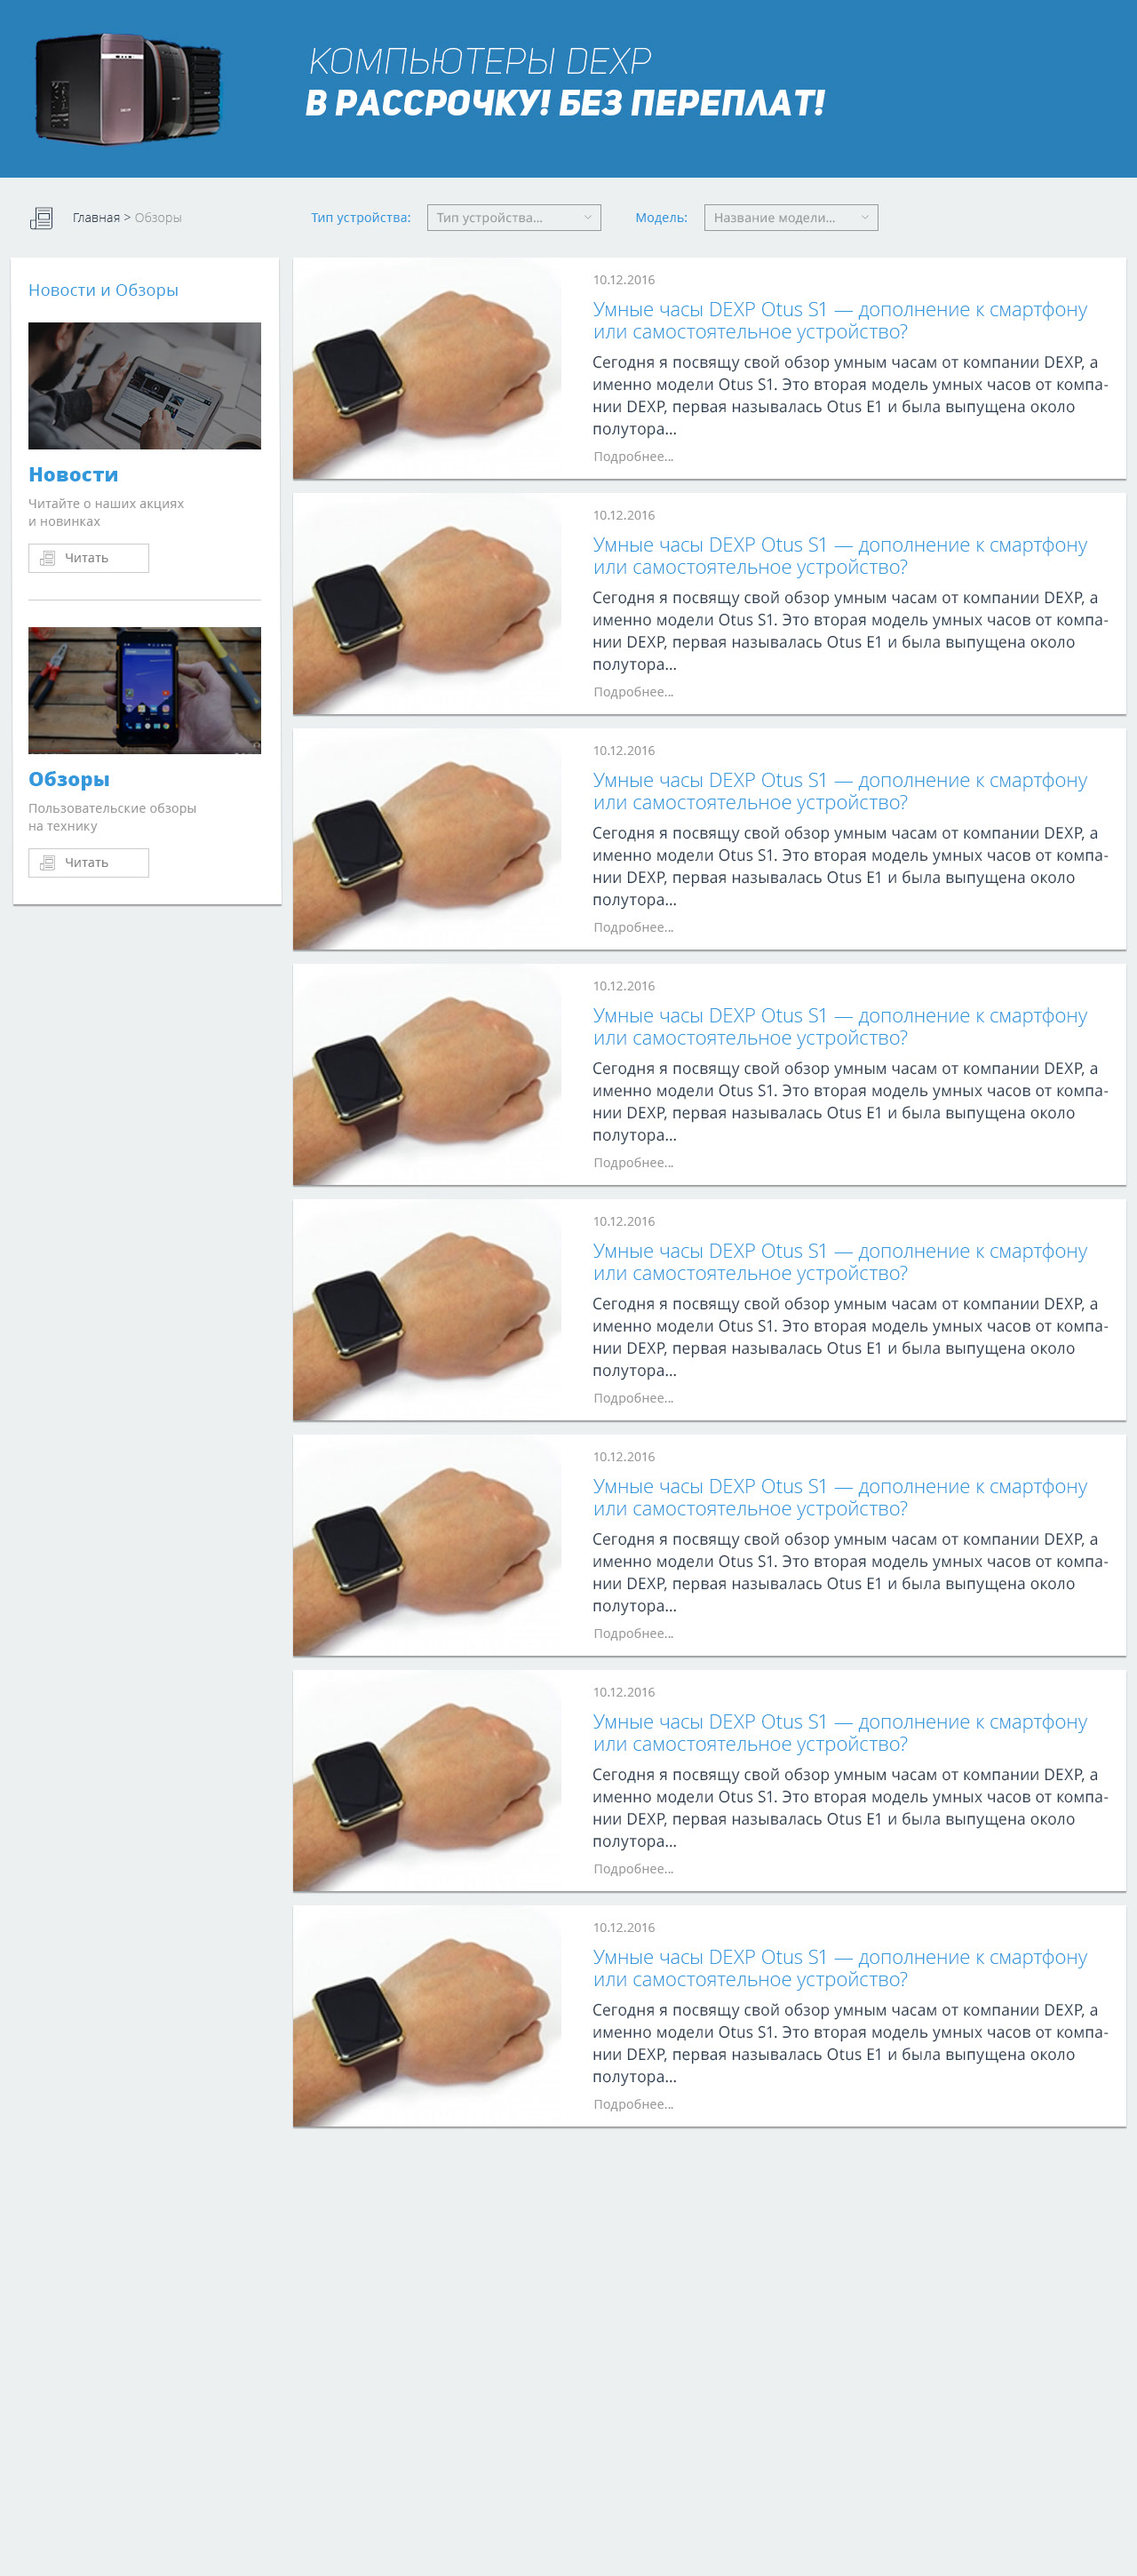 КОМПЬЮТЕРЫ DEXP
В РАССРОЧКУ! БЕЗ ПЕРЕПЛАТ!
Главная > Обзоры
Тип устройства:
Тип устройства...
Модель:
Название модели...
Новости и Обзоры
Новости
Читайте о наших акциях
и новинках
Читать
Обзоры
Пользовательские обзоры
на технику
Читать
10.12.2016
Умные часы DEXP Otus S1 — дополнение к смартфону
или самостоятельное устройство?
Сегодня я посвящу свой обзор умным часам от компании DEXP, а
именно модели Otus S1. Это вторая модель умных часов от компа-
нии DEXP, первая называлась Otus E1 и была выпущена около
полутора...
Подробнее...
10.12.2016
Умные часы DEXP Otus S1 — дополнение к смартфону
или самостоятельное устройство?
Сегодня я посвящу свой обзор умным часам от компании DEXP, а
именно модели Otus S1. Это вторая модель умных часов от компа-
нии DEXP, первая называлась Otus E1 и была выпущена около
полутора...
Подробнее...
10.12.2016
Умные часы DEXP Otus S1 — дополнение к смартфону
или самостоятельное устройство?
Сегодня я посвящу свой обзор умным часам от компании DEXP, а
именно модели Otus S1. Это вторая модель умных часов от компа-
нии DEXP, первая называлась Otus E1 и была выпущена около
полутора...
Подробнее...
10.12.2016
Умные часы DEXP Otus S1 — дополнение к смартфону
или самостоятельное устройство?
Сегодня я посвящу свой обзор умным часам от компании DEXP, а
именно модели Otus S1. Это вторая модель умных часов от компа-
нии DEXP, первая называлась Otus E1 и была выпущена около
полутора...
Подробнее...
10.12.2016
Умные часы DEXP Otus S1 — дополнение к смартфону
или самостоятельное устройство?
Сегодня я посвящу свой обзор умным часам от компании DEXP, а
именно модели Otus S1. Это вторая модель умных часов от компа-
нии DEXP, первая называлась Otus E1 и была выпущена около
полутора...
Подробнее...
10.12.2016
Умные часы DEXP Otus S1 — дополнение к смартфону
или самостоятельное устройство?
Сегодня я посвящу свой обзор умным часам от компании DEXP, а
именно модели Otus S1. Это вторая модель умных часов от компа-
нии DEXP, первая называлась Otus E1 и была выпущена около
полутора...
Подробнее...
10.12.2016
Умные часы DEXP Otus S1 — дополнение к смартфону
или самостоятельное устройство?
Сегодня я посвящу свой обзор умным часам от компании DEXP, а
именно модели Otus S1. Это вторая модель умных часов от компа-
нии DEXP, первая называлась Otus E1 и была выпущена около
полутора...
Подробнее...
10.12.2016
Умные часы DEXP Otus S1 — дополнение к смартфону
или самостоятельное устройство?
Сегодня я посвящу свой обзор умным часам от компании DEXP, а
именно модели Otus S1. Это вторая модель умных часов от компа-
нии DEXP, первая называлась Otus E1 и была выпущена около
полутора...
Подробнее...